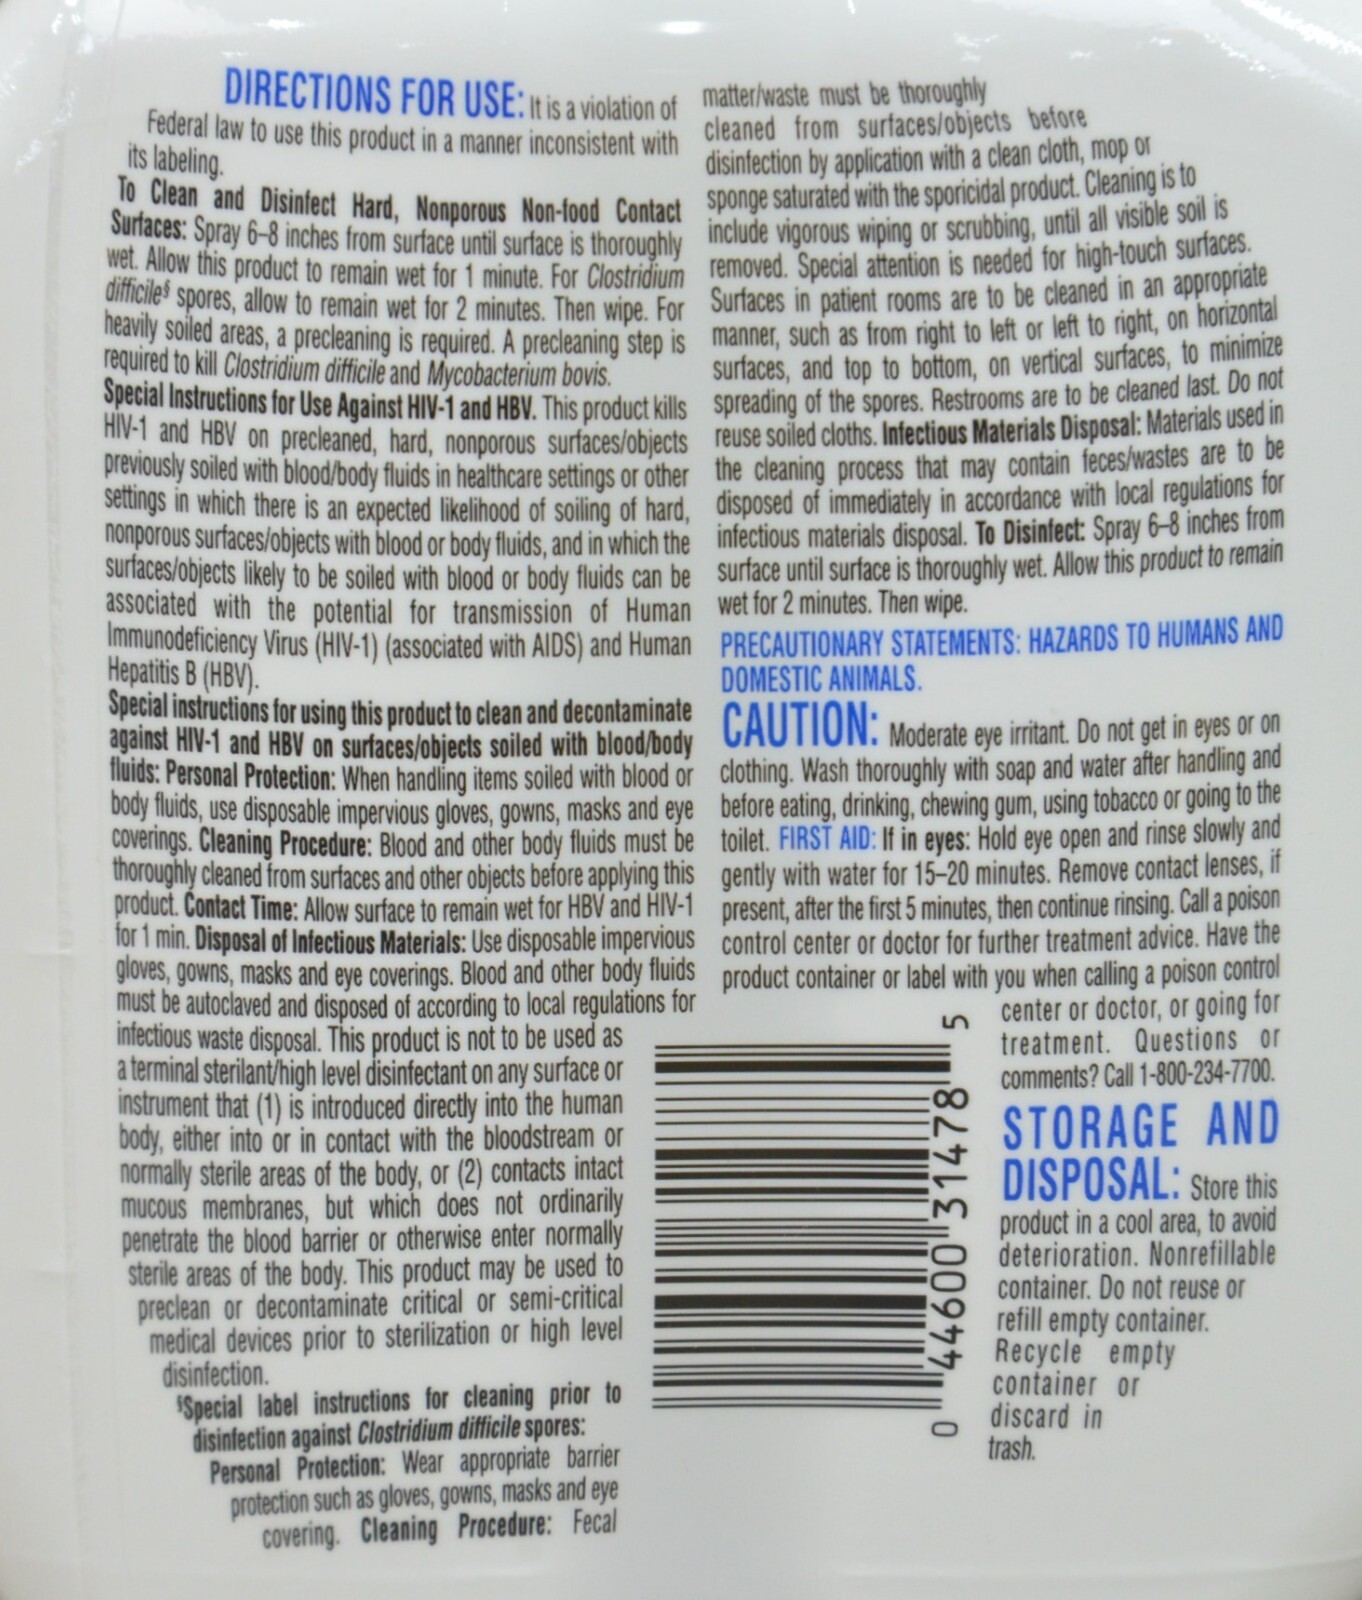 DIRECTIONS FOR USE: It is a violation of
Federal law to use this product in a manner inconsistent with
its labeling.
To Clean and Disinfect Hard, Nonporous Non-food Contact
Surfaces: Spray 6–8 inches from surface until surface is thoroughly
wet. Allow this product to remain wet for 1 minute. For Clostridium
difficile§ spores, allow to remain wet for 2 minutes. Then wipe. For
heavily soiled areas, a precleaning is required. A precleaning step is
required to kill Clostridium difficile and Mycobacterium bovis.
Special Instructions for Use Against HIV-1 and HBV. This product kills
HIV-1 and HBV on precleaned, hard, nonporous surfaces/objects
previously soiled with blood/body fluids in healthcare settings or other
settings in which there is an expected likelihood of soiling of hard,
nonporous surfaces/objects with blood or body fluids, and in which the
surfaces/objects likely to be soiled with blood or body fluids can be
associated with the potential for transmission of Human
Immunodeficiency Virus (HIV-1) (associated with AIDS) and Human
Hepatitis B (HBV).
Special instructions for using this product to clean and decontaminate
against HIV-1 and HBV on surfaces/objects soiled with blood/body
fluids: Personal Protection: When handling items soiled with blood or
body fluids, use disposable impervious gloves, gowns, masks and eye
coverings. Cleaning Procedure: Blood and other body fluids must be
thoroughly cleaned from surfaces and other objects before applying this
product. Contact Time: Allow surface to remain wet for HBV and HIV-1
for 1 min. Disposal of Infectious Materials: Use disposable impervious
gloves, gowns, masks and eye coverings. Blood and other body fluids
must be autoclaved and disposed of according to local regulations for
infectious waste disposal. This product is not to be used as
a terminal sterilant/high level disinfectant on any surface or
instrument that (1) is introduced directly into the human
body, either into or in contact with the bloodstream or
normally sterile areas of the body, or (2) contacts intact
mucous membranes, but which does not ordinarily
penetrate the blood barrier or otherwise enter normally
sterile areas of the body. This product may be used to
preclean or decontaminate critical or semi-critical
medical devices prior to sterilization or high level
disinfection.
§Special label instructions for cleaning prior to
disinfection against Clostridium difficile spores:
Personal Protection: Wear appropriate barrier
protection such as gloves, gowns, masks and eye
covering. Cleaning Procedure: Fecal
matter/waste must be thoroughly
cleaned from surfaces/objects before
disinfection by application with a clean cloth, mop or
sponge saturated with the sporicidal product. Cleaning is to
include vigorous wiping or scrubbing, until all visible soil is
removed. Special attention is needed for high-touch surfaces.
Surfaces in patient rooms are to be cleaned in an appropriate
manner, such as from right to left or left to right, on horizontal
surfaces, and top to bottom, on vertical surfaces, to minimize
spreading of the spores. Restrooms are to be cleaned last. Do not
reuse soiled cloths. Infectious Materials Disposal: Materials used in
the cleaning process that may contain feces/wastes are to be
disposed of immediately in accordance with local regulations for
infectious materials disposal. To Disinfect: Spray 6–8 inches from
surface until surface is thoroughly wet. Allow this product to remain
wet for 2 minutes. Then wipe.
PRECAUTIONARY STATEMENTS: HAZARDS TO HUMANS AND
DOMESTIC ANIMALS.
CAUTION: Moderate eye irritant. Do not get in eyes or on
clothing. Wash thoroughly with soap and water after handling and
before eating, drinking, chewing gum, using tobacco or going to the
toilet. FIRST AID: If in eyes: Hold eye open and rinse slowly and
gently with water for 15–20 minutes. Remove contact lenses, if
present, after the first 5 minutes, then continue rinsing. Call a poison
control center or doctor for further treatment advice. Have the
product container or label with you when calling a poison control
center or doctor, or going for
treatment. Questions or
comments? Call 1-800-234-7700.
STORAGE AND
DISPOSAL: Store this
product in a cool area, to avoid
deterioration. Nonrefillable
container. Do not reuse or
refill empty container.
Recycle empty
container or
discard in
trash.
0 44600 31478 5